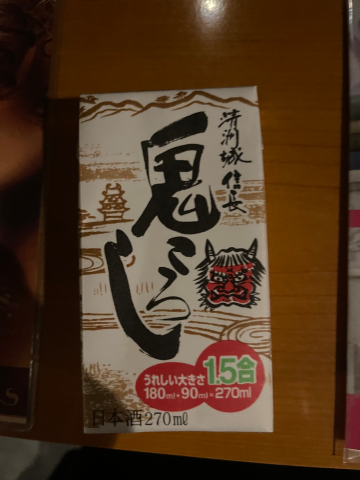 清洲城信長
鬼ころし
うれしい大きさ
1.5合
180ml+90ml=270ml
日本酒270ml